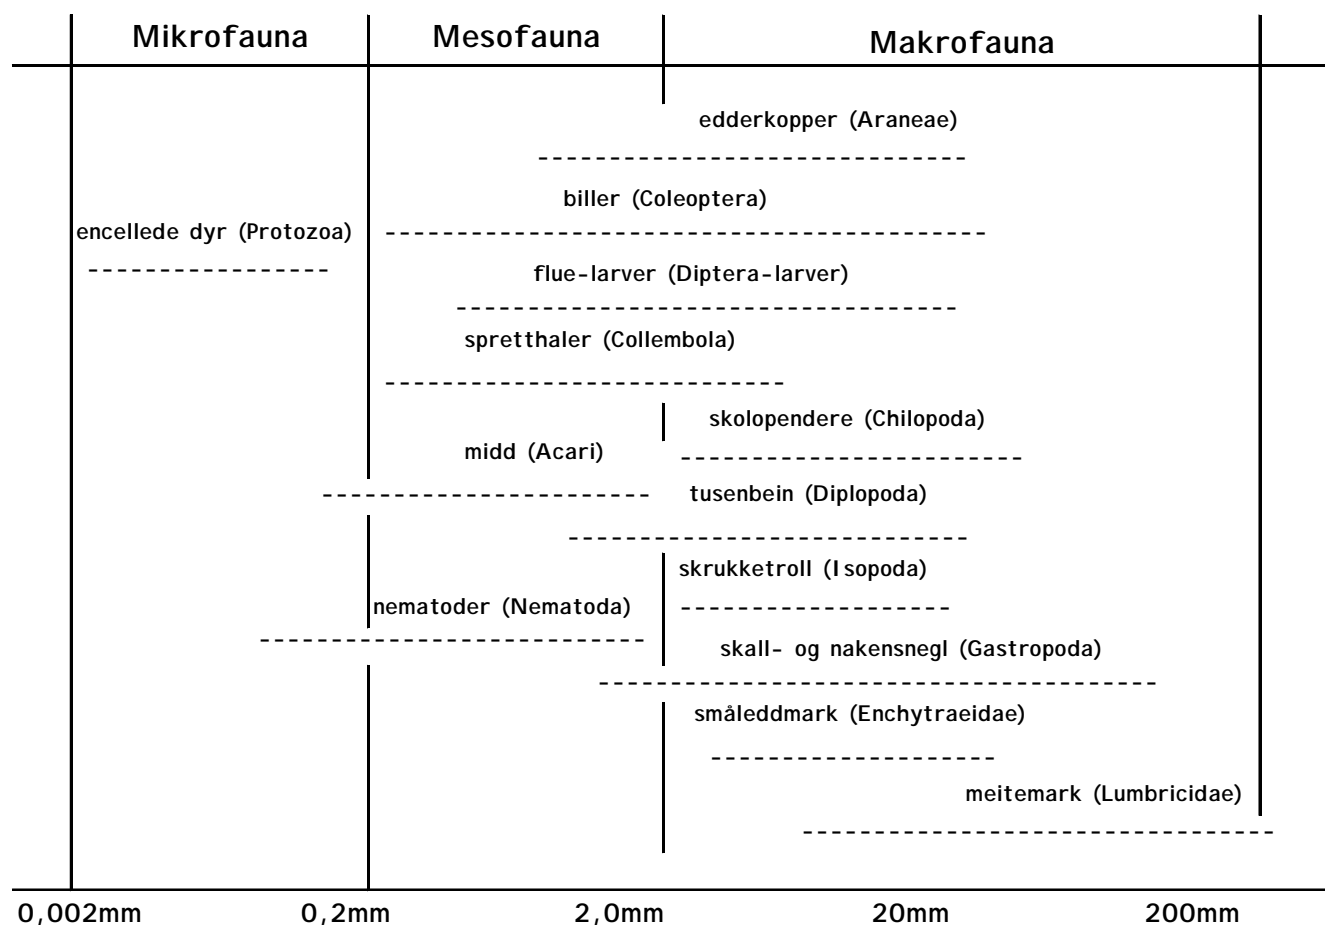 Mikrofauna Mesofauna Makrofauna
edderkopper (Araneae)
biller (Coleoptera)
encellede dyr (Protozoa)
flue-larver (Diptera-larver)
spretthaler (Collembola)
skolopendere (Chilopoda)
midd (Acari)
tusenbein (Diplopoda)
skrukketroll (Isopoda)
nematoder (Nematoda)
skall- og nakensnegl (Gastropoda)
småleddmark (Enchytraeidae)
meitemark (Lumbricidae)
0,002mm 0,2mm 2,0mm 20mm 200mm